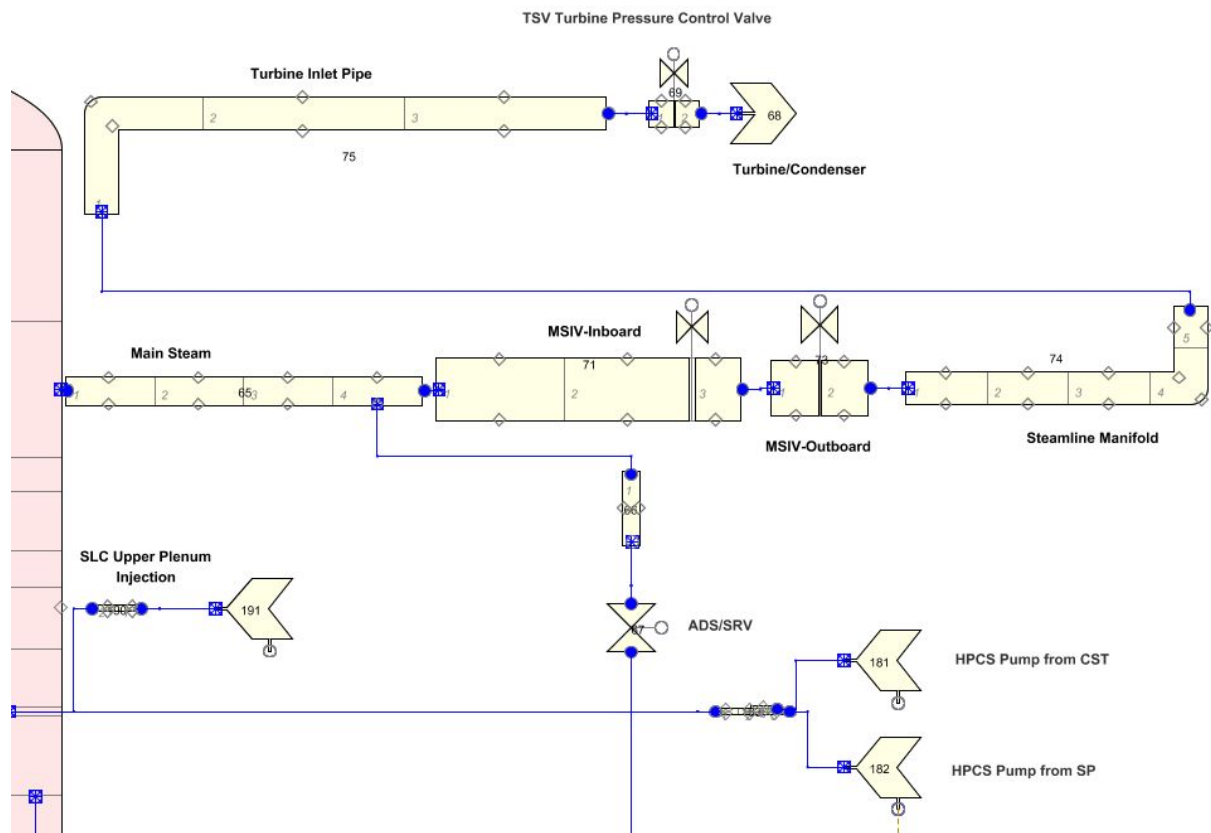 TSV Turbine Pressure Control Valve
Turbine Inlet Pipe
69
1 2
2 3
68
75
Turbine/Condenser
1
MSIV-Inboard
5
Main Steam
71
73
74
1 2 3 4
65
1 2 3
1 2
1 2 3 4
MSIV-Outboard
Steamline Manifold
1
66
SLC Upper Plenum
Injection
191
67
ADS/SRV
181
HPCS Pump from CST
182
HPCS Pump from SP